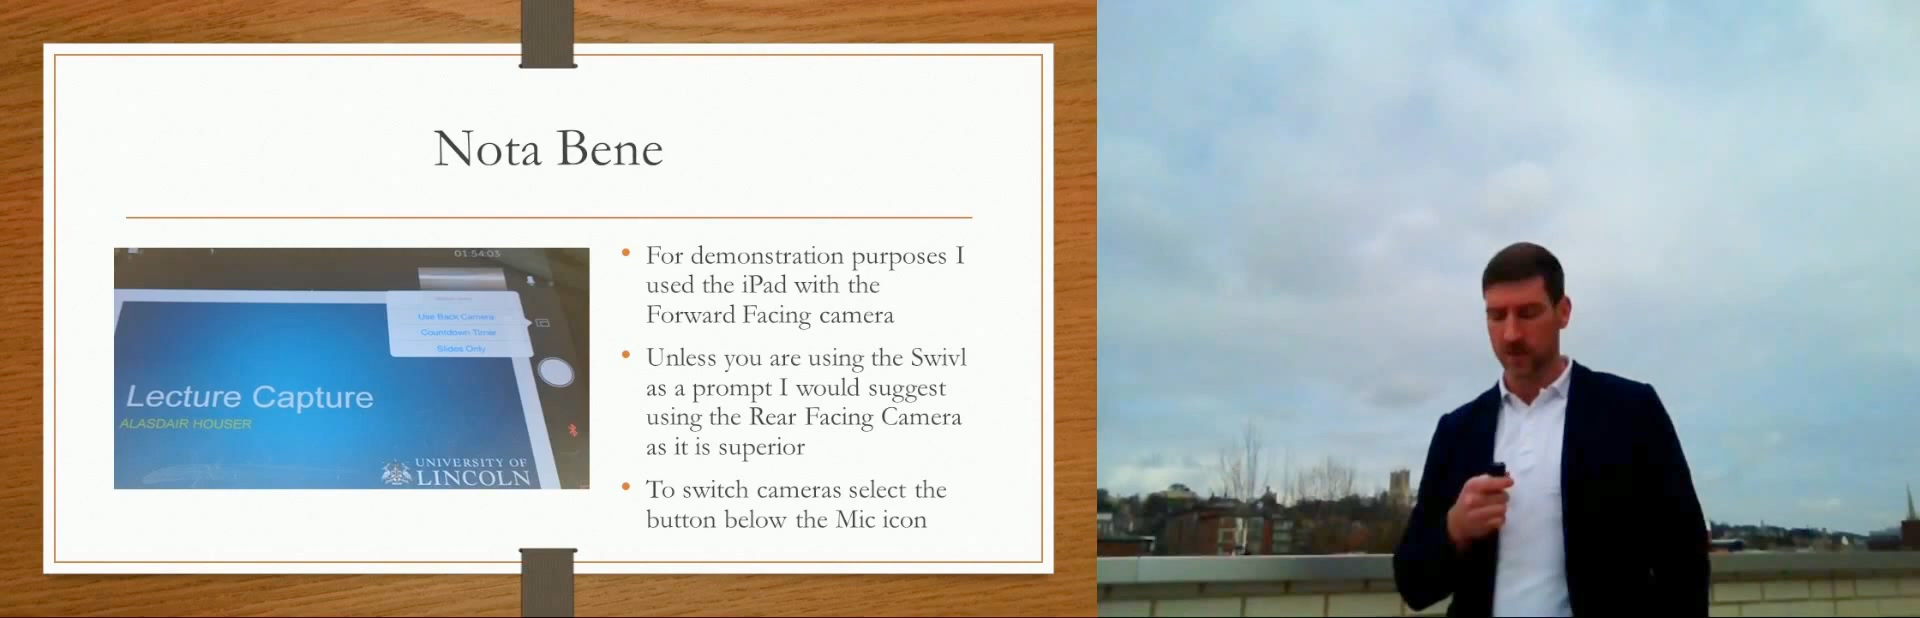 Nota Bene
01:54:03
Use Back Camera
Countdown Timer
Slides Only
Lecture Capture
ALASDAIR HOUSER
UNIVERSITY OF
LINCOLN
• For demonstration purposes I
used the iPad with the
Forward Facing camera
• Unless you are using the Swivl
as a prompt I would suggest
using the Rear Facing Camera
as it is superior
• To switch cameras select the
button below the Mic icon